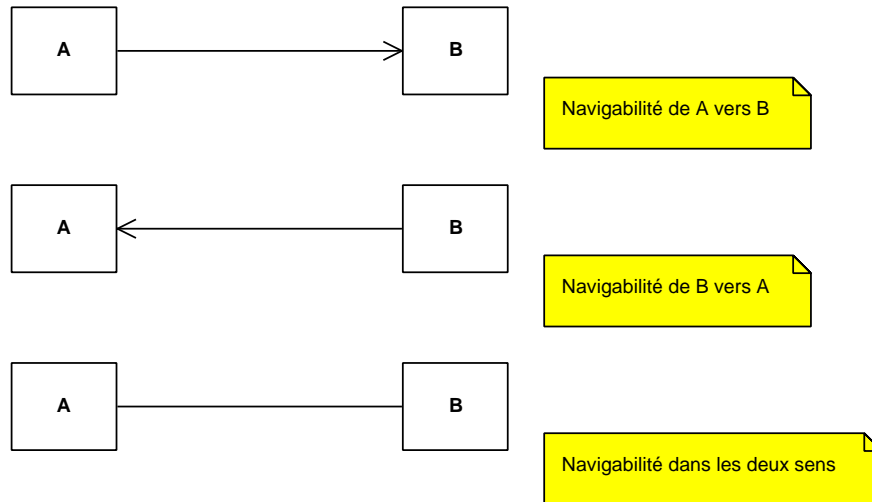 A
B
Navigabilité de A vers B
A
B
Navigabilité de B vers A
A
B
Navigabilité dans les deux sens